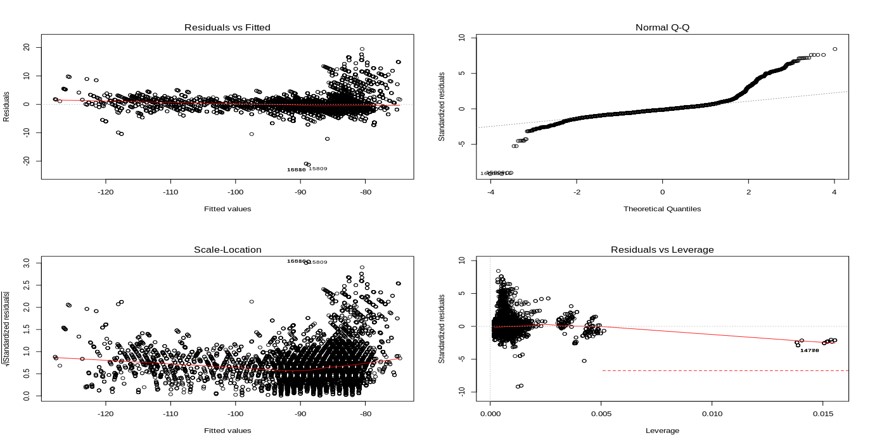 Residuals vs Fitted
Residuals
20
10
0
-10
-20
15809
-120 -110 -100 -90 -80
Fitted values
Normal Q-Q
Standardized residuals
10
5
0
-5
-4 -2 0 2 4
Theoretical Quantiles
Scale-Location
√|Standardized residuals|
3.0
2.5
2.0
1.5
1.0
0.5
0.0
15809
-120 -110 -100 -90 -80
Fitted values
Residuals vs Leverage
Standardized residuals
10
5
0
-5
-10
14798
0.000 0.005 0.010 0.015
Leverage